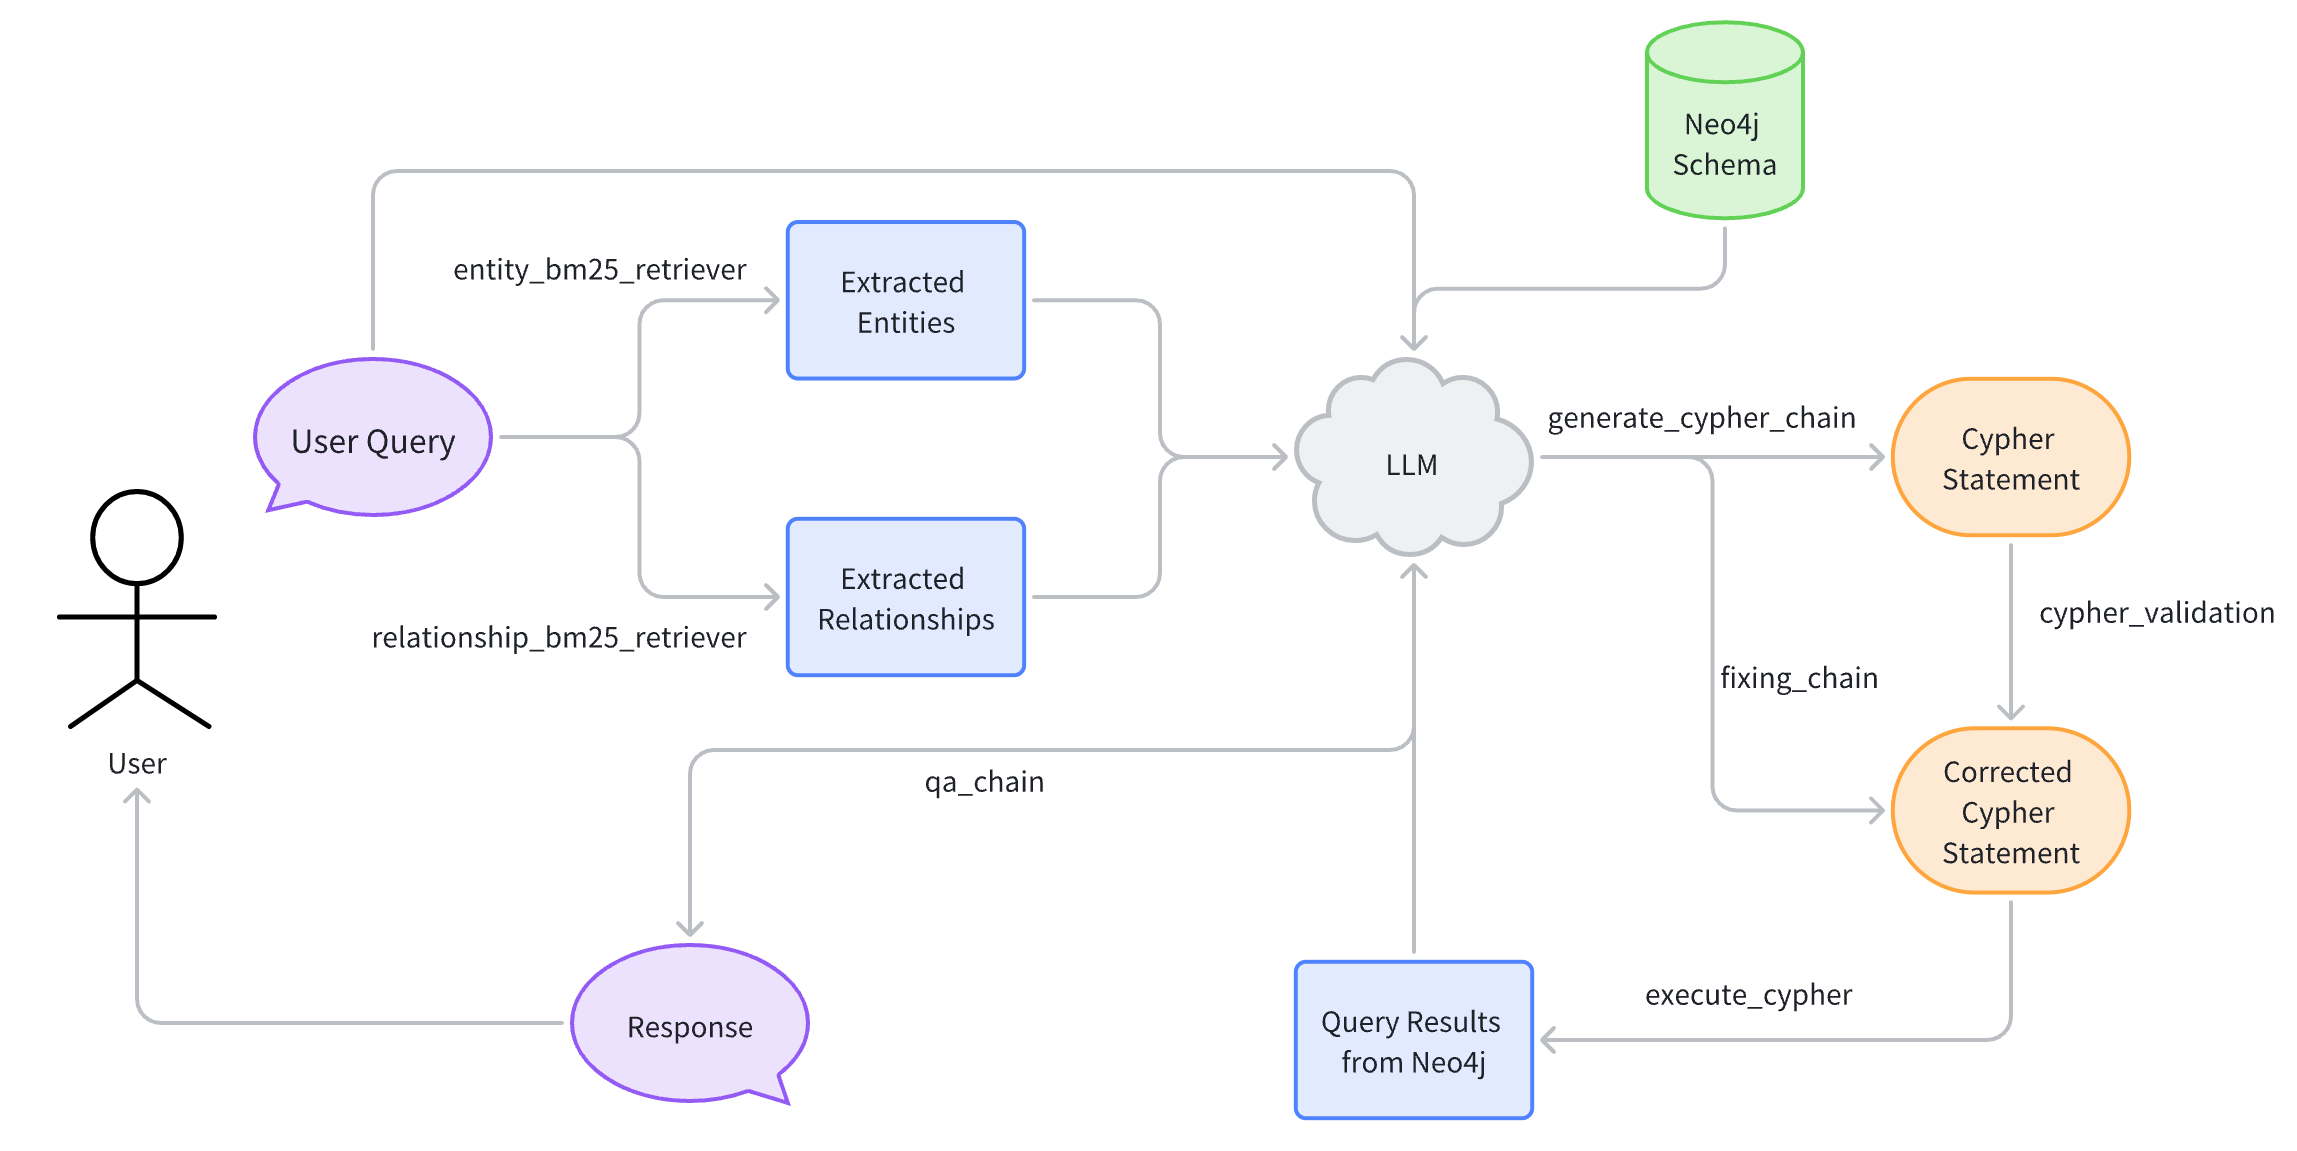 Neo4j
Schema
entity_bm25_retriever
Extracted
Entities
User Query
generate_cypher_chain
Cypher
Statement
LLM
relationship_bm25_retriever
Extracted
Relationships
cypher_validation
fixing_chain
User
qa_chain
Corrected
Cypher
Statement
Response
execute_cypher
Query Results
from Neo4j